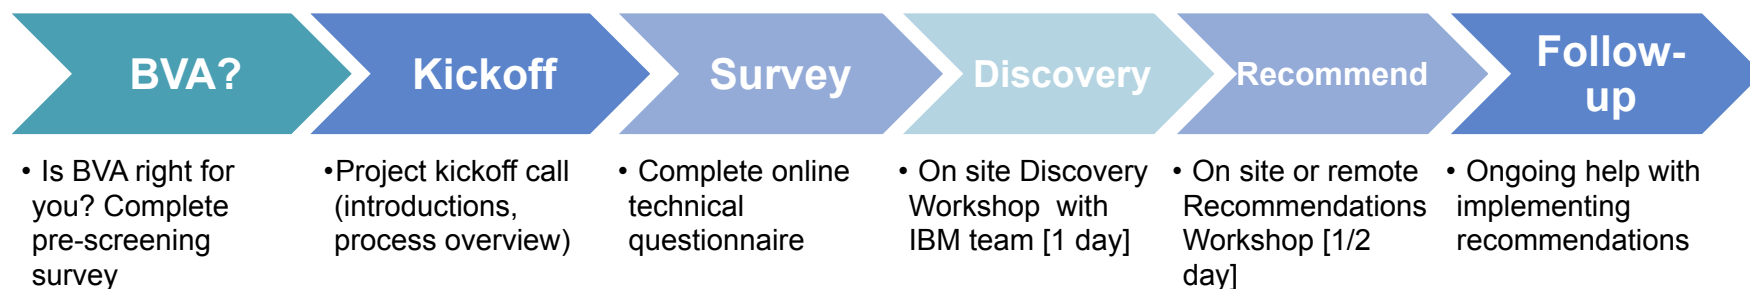 BVA?
Kickoff
Survey
Discovery
Recommend
Follow-
up
• Is BVA right for
you? Complete
pre-screening
survey
•Project kickoff call
(introductions,
process overview)
• Complete online
technical
questionnaire
• On site Discovery
Workshop with
IBM team [1 day]
• On site or remote
Recommendations
Workshop [1/2
day]
• Ongoing help with
implementing
recommendations